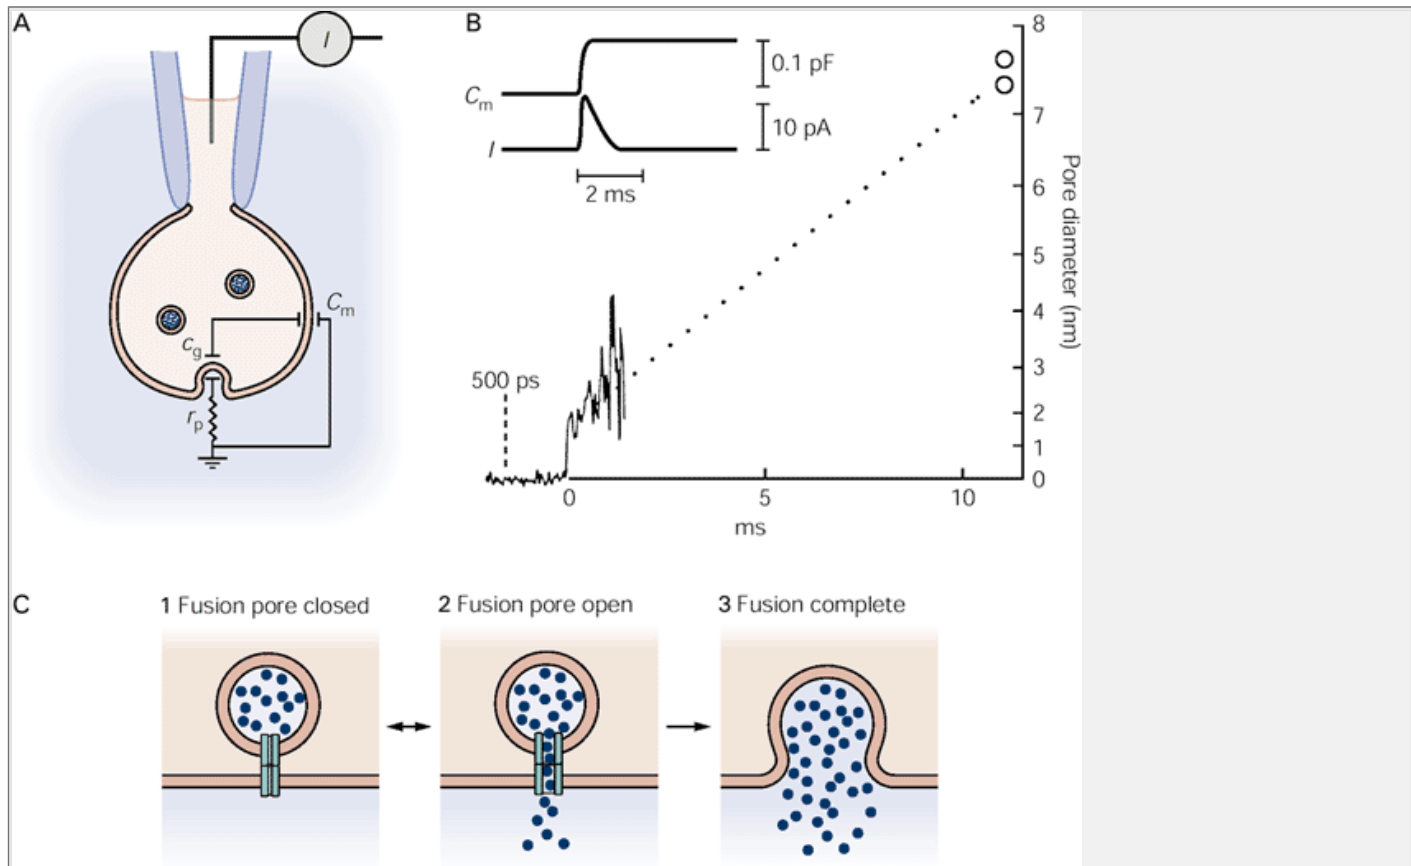 A
I
C_m
c_g
r_p
B
C_m
0.1 pF
I
10 pA
2 ms
500 ps
8
7
6
5
4
3
2
1
0
Pore diameter (nm)
0
5
10
ms
C
1 Fusion pore closed
2 Fusion pore open
3 Fusion complete